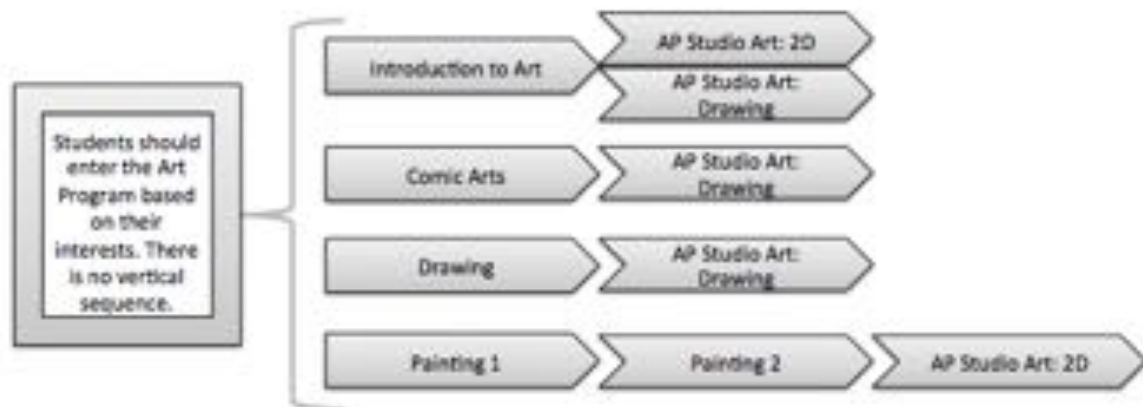 Students should
enter the Art
Program based
on their
interests. There
is no vertical
sequence.
Introduction to Art
AP Studio Art: 2D
AP Studio Art:
Drawing
Comic Arts
AP Studio Art:
Drawing
Drawing
AP Studio Art:
Drawing
Painting 1
Painting 2
AP Studio Art: 2D